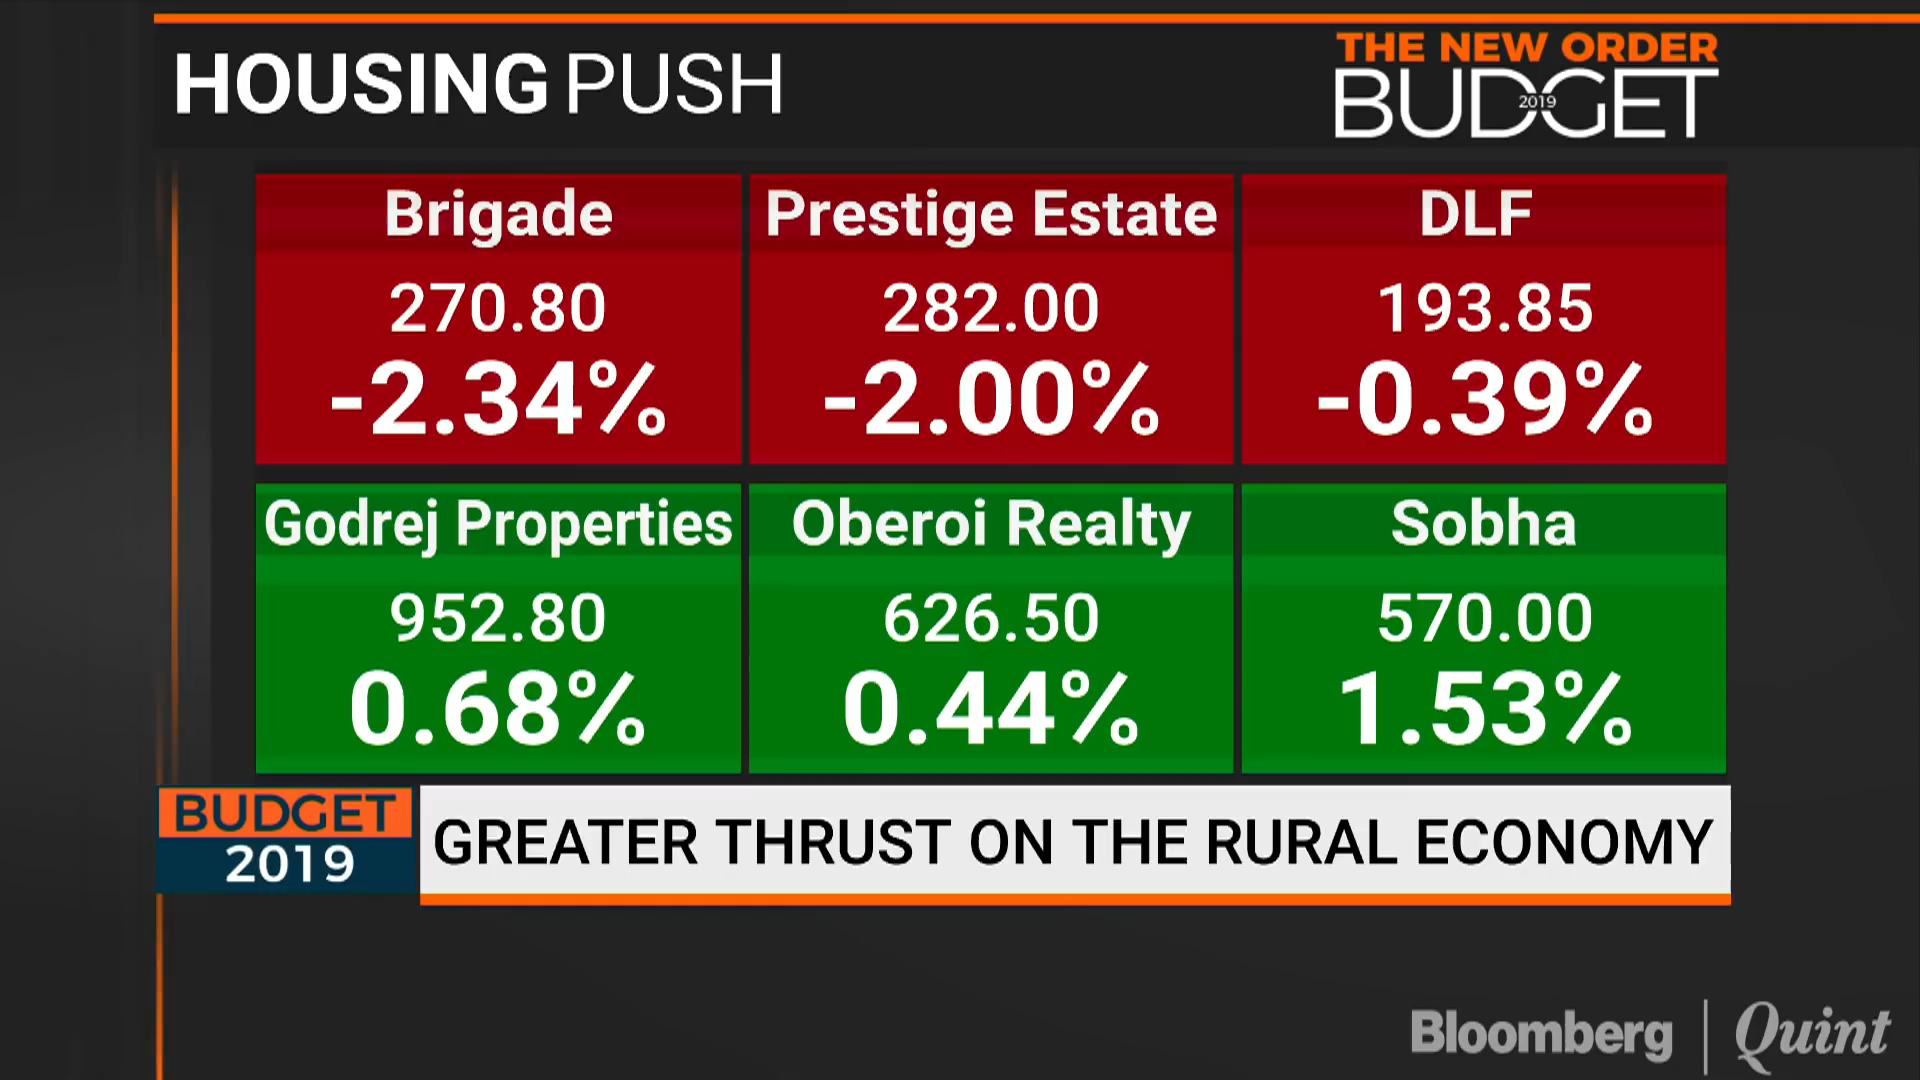 HOUSING PUSH
THE NEW ORDER
BUDGET
2019
Brigade
270.80
-2.34%
Prestige Estate
282.00
-2.00%
DLF
193.85
-0.39%
Godrej Properties
952.80
0.68%
Oberoi Realty
626.50
0.44%
Sobha
570.00
1.53%
BUDGET
2019
GREATER THRUST ON THE RURAL ECONOMY
Bloomberg | Quint